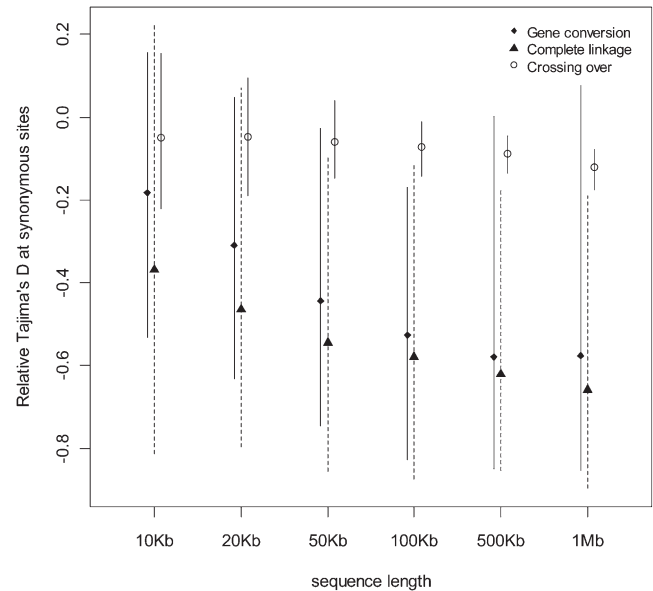 Gene conversion
Complete linkage
Crossing over
Relative Tajima's D at synonymous sites
0.2
0.0
-0.2
-0.4
-0.6
-0.8
10Kb 20Kb 50Kb 100Kb 500Kb 1Mb
sequence length